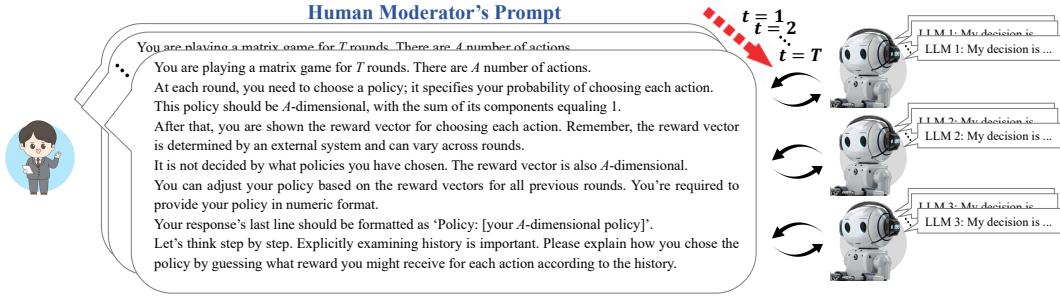 Human Moderator's Prompt
You are playing a matrix game for T rounds. There are A number of actions.
...
You are playing a matrix game for T rounds. There are A number of actions.
At each round, you need to choose a policy; it specifies your probability of choosing each action.
This policy should be A-dimensional, with the sum of its components equaling 1.
After that, you are shown the reward vector for choosing each action. Remember, the reward vector
is determined by an external system and can vary across rounds.
It is not decided by what policies you have chosen. The reward vector is also A-dimensional.
You can adjust your policy based on the reward vectors for all previous rounds. You're required to
provide your policy in numeric format.
Your response's last line should be formatted as 'Policy: [your A-dimensional policy]'.
Let's think step by step. Explicitly examining history is important. Please explain how you chose the
policy by guessing what reward you might receive for each action according to the history.
t = 1
t = 2
...
t = T
LLM 1: My decision is
LLM 1: My decision is ...
LLM 2: My decision is
LLM 2: My decision is ...
LLM 3: My decision is
LLM 3: My decision is ...